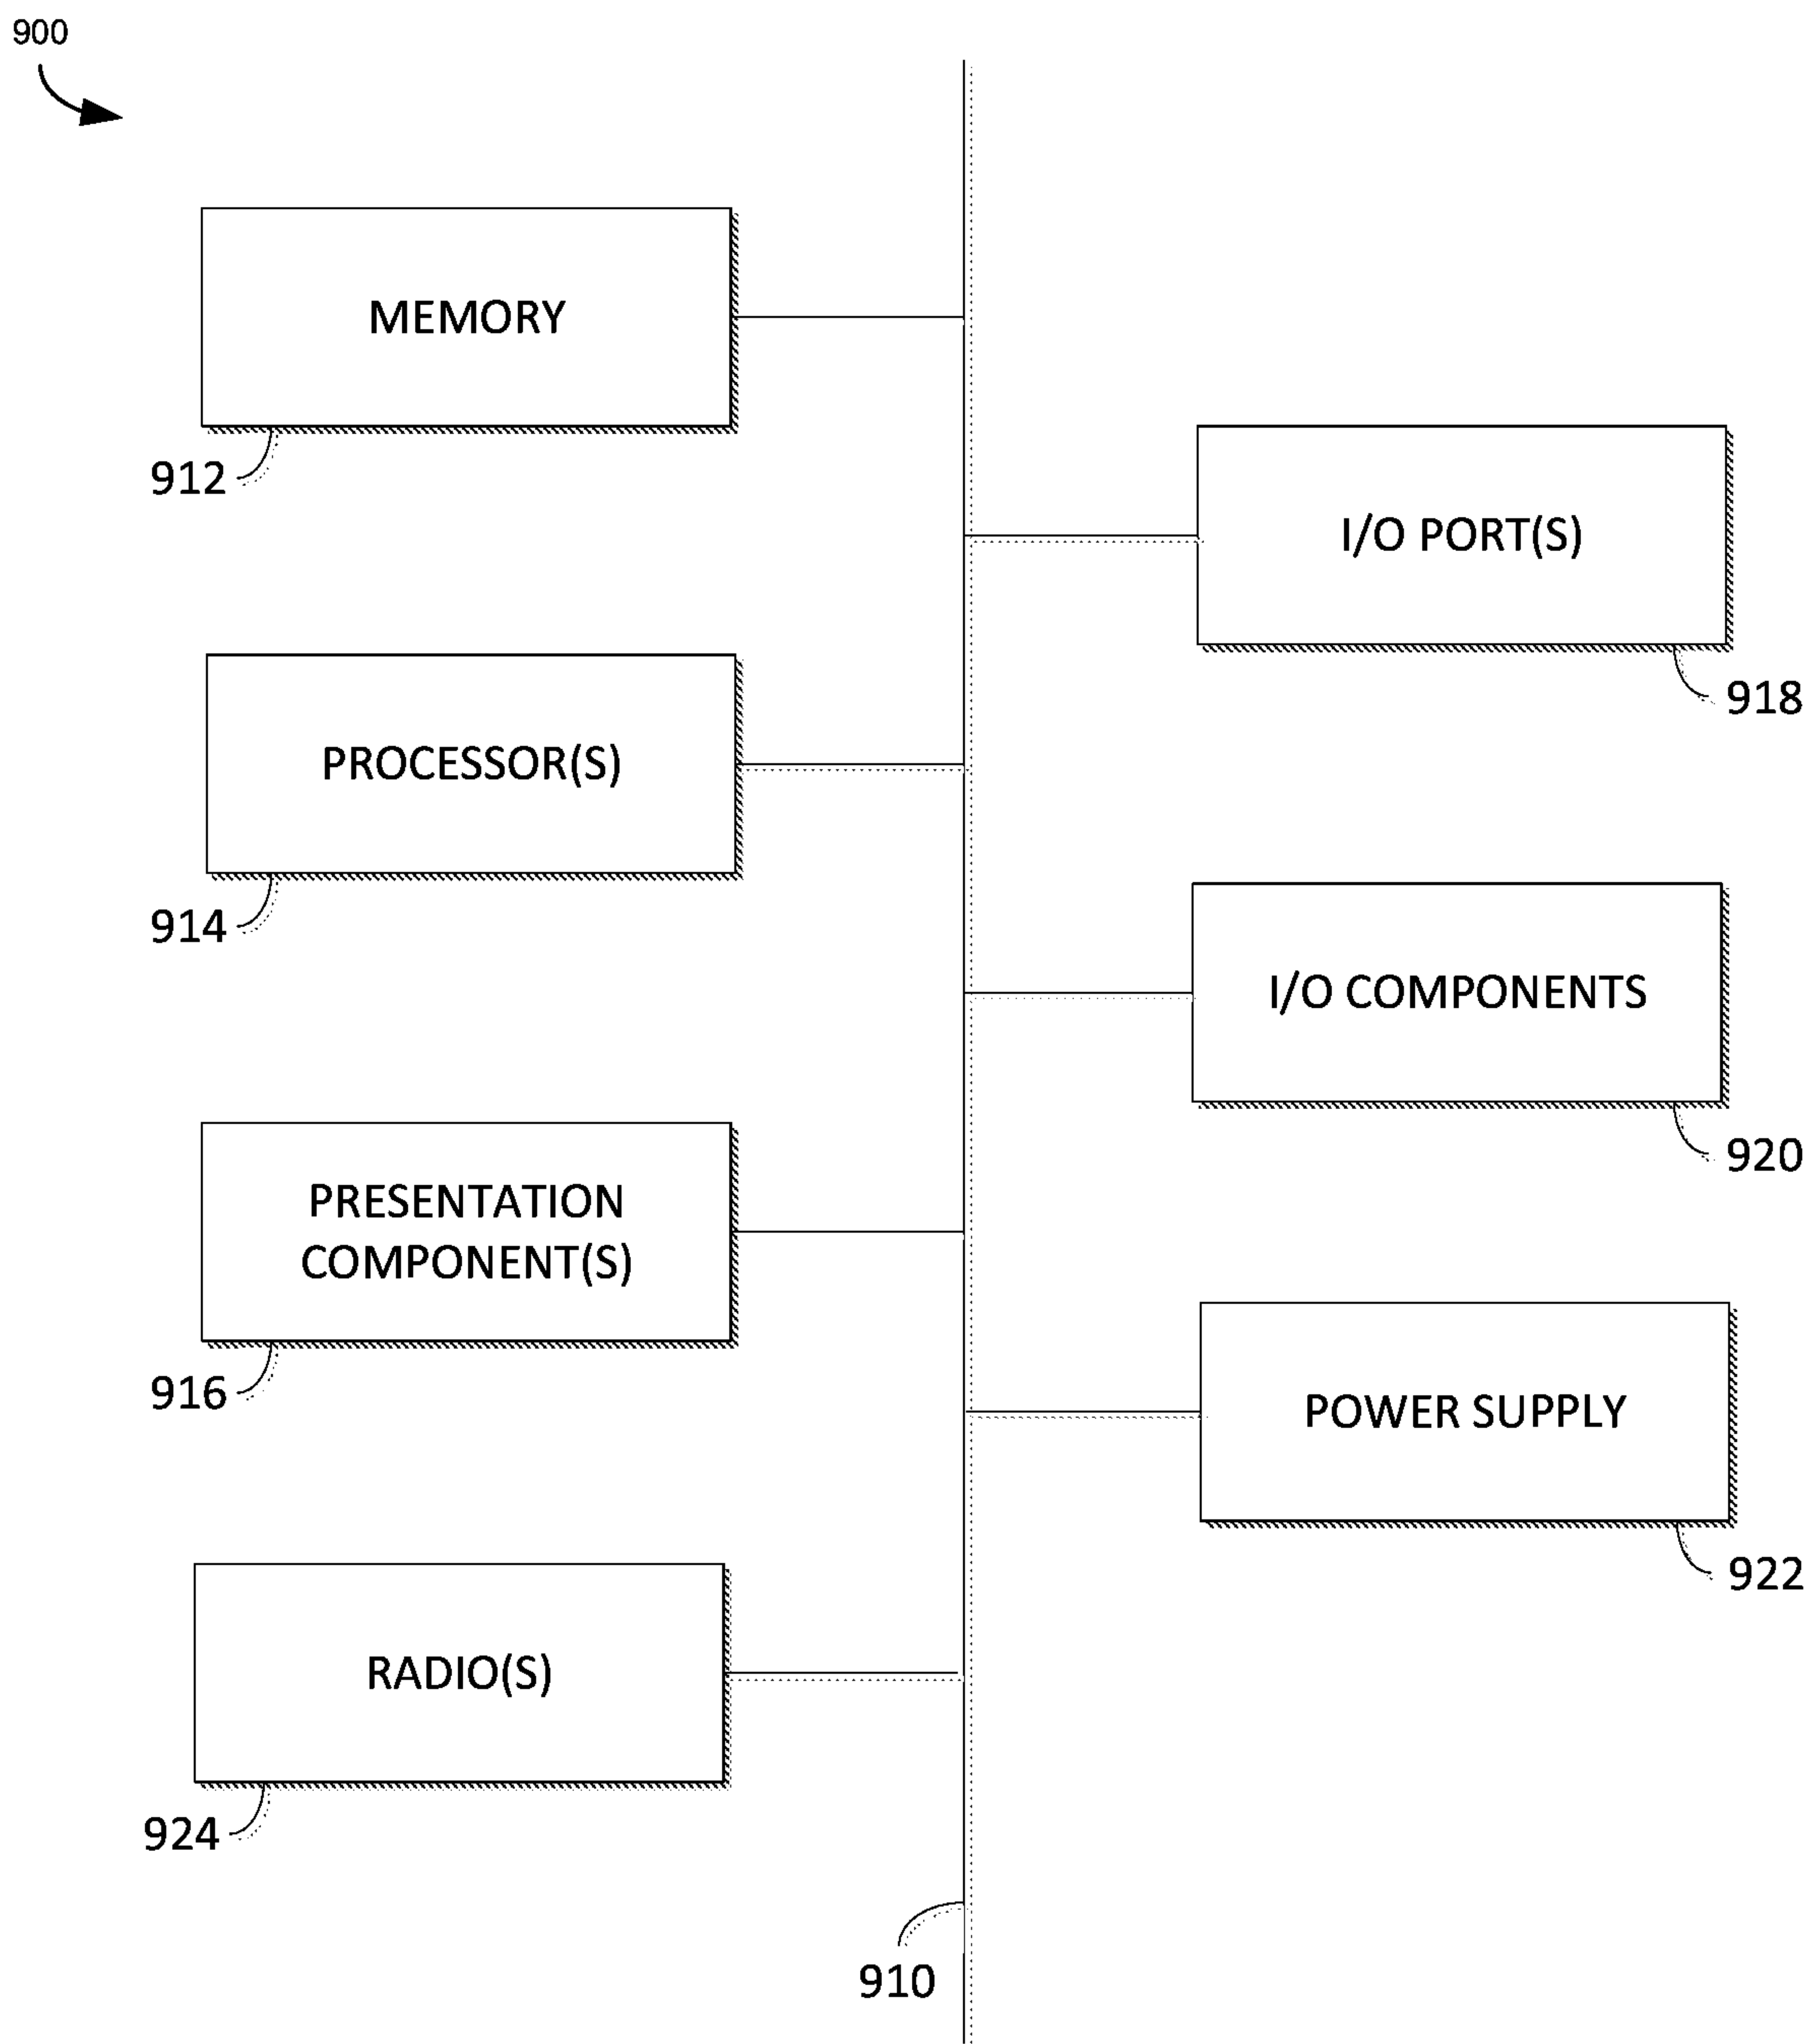 900
MEMORY
912
I/O PORT(S)
918
PROCESSOR(S)
914
I/O COMPONENTS
920
PRESENTATION
COMPONENT(S)
916
POWER SUPPLY
922
RADIO(S)
924
910